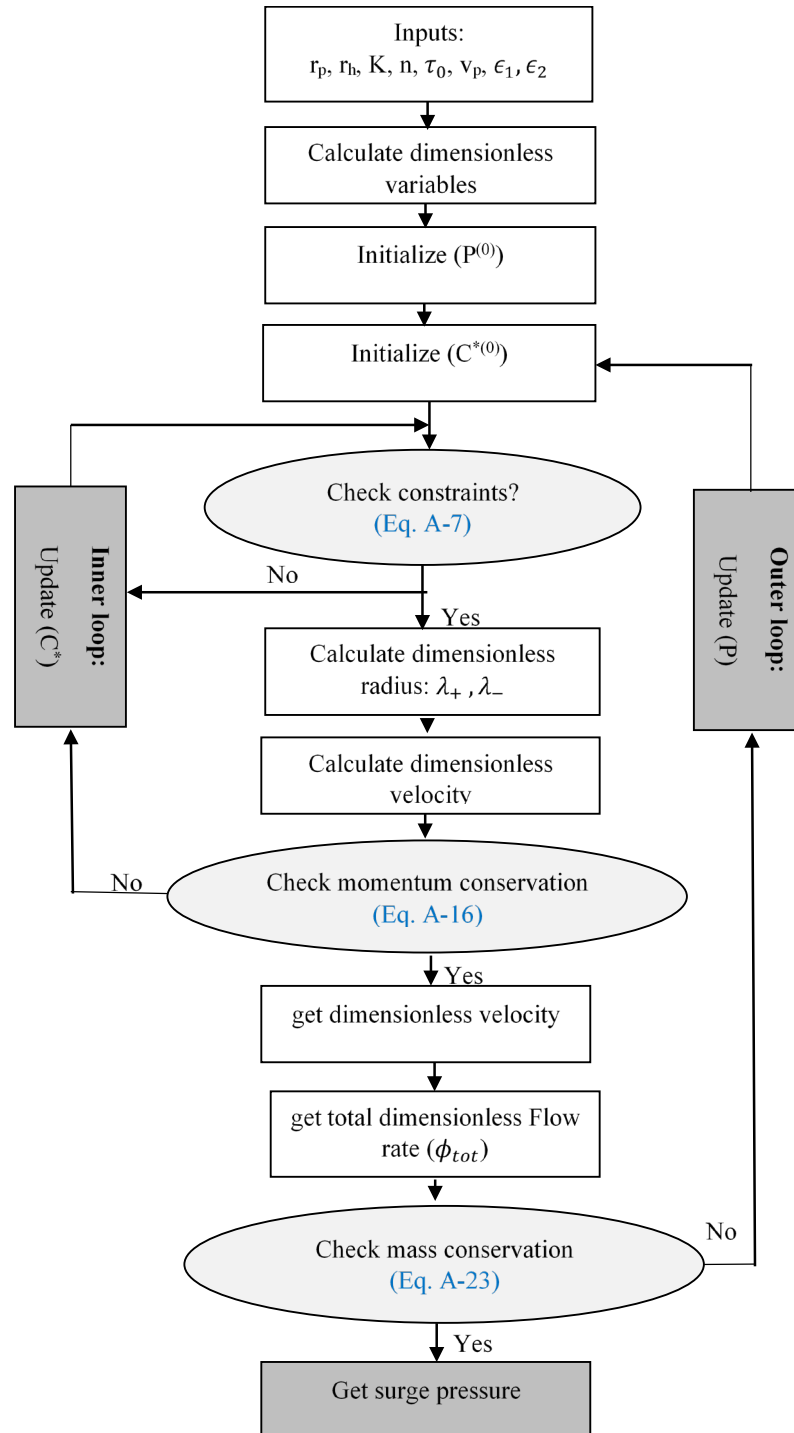 Inputs:
rₚ, rₕ, K, n, τ₀, vₚ, ϵ₁, ϵ₂
Calculate dimensionless
variables
Initialize (P⁽⁰⁾)
Initialize (C*⁽⁰⁾)
Check constraints?
(Eq. A-7)
No
Yes
Inner loop:
Update (C*)
Outer loop:
Update (P)
Calculate dimensionless
radius: λ₊ , λ₋
Calculate dimensionless
velocity
Check momentum conservation
(Eq. A-16)
No
Yes
get dimensionless velocity
get total dimensionless Flow
rate (ϕₜₒₜ)
Check mass conservation
(Eq. A-23)
No
Yes
Get surge pressure